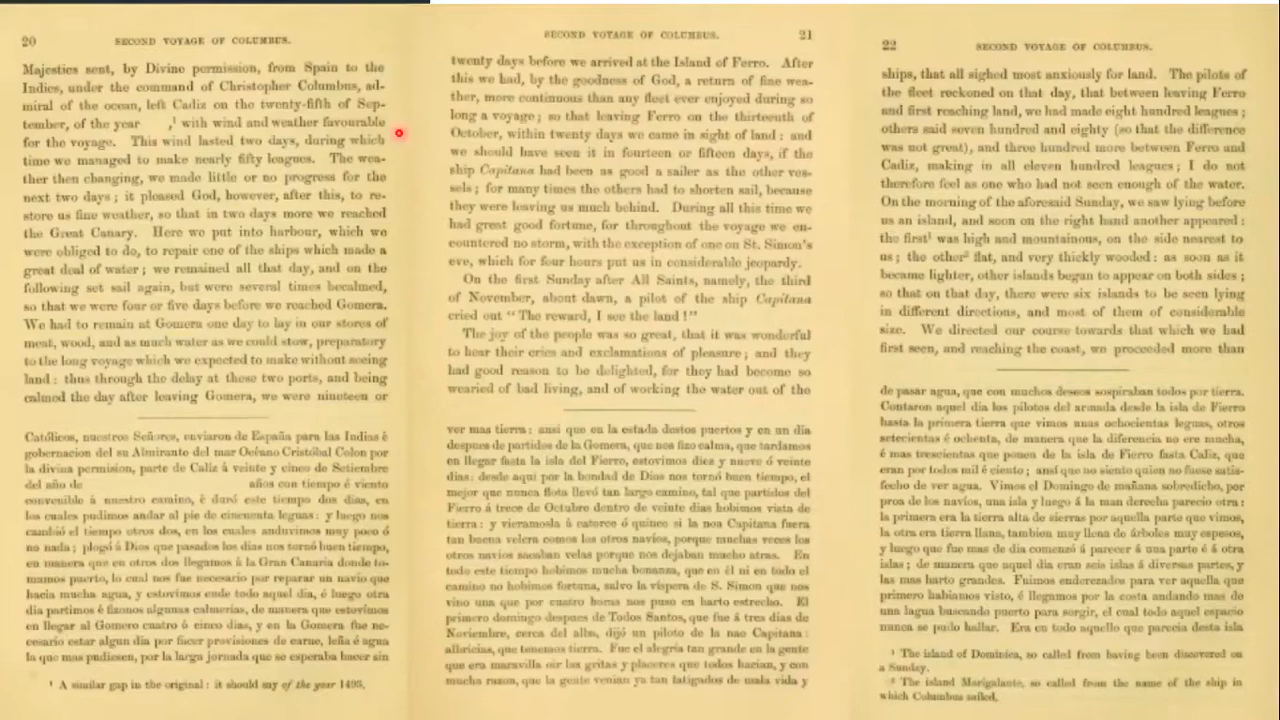 20 SECOND VOYAGE OF COLUMBUS.
Majesties sent, by Divine permission, from Spain to the
Indies, under the command of Christopher Columbus, ad-
miral of the ocean, left Cadiz on the twenty-fifth of Sep-
tember, of the year ,¹ with wind and weather favourable
for the voyage. This wind lasted two days, during which
time we managed to make nearly fifty leagues. The wea-
ther then changing, we made little or no progress for the
next two days; it pleased God, however, after this, to re-
store us fine weather, so that in two days more we reached
the Great Canary. Here we put into harbour, which we
were obliged to do, to repair one of the ships which made a
great deal of water; we remained all that day, and on the
following set sail again, but were several times becalmed,
so that we were four or five days before we reached Gomera.
We had to remain at Gomera one day to lay in our stores of
meat, wood, and as much water as we could stow, preparatory
to the long voyage which we expected to make without seeing
land: thus through the delay at these two ports, and being
calmed the day after leaving Gomera, we were nineteen or
Católicos, nuestros Señores, enviaron de España para las Indias è
gobernacion del su Almirante del mar Océano Cristóbal Colon por
la divina permision, parte de Caliz á veinte y cinco de Setiembre
del año de años con tiempo é viento
convenible á nuestro camino, è duró este tiempo dos dias, en
los cuales pudimos andar al pie de cincuenta leguas: y luego nos
cambió el tiempo otros dos, en los cuales anduvimos muy poco ó
no nada; plogó á Dios que pasados los dias nos tornó buen tiempo,
en manera que en otros dos llegamos á la Gran Canaria donde to-
mamos puerto, lo cual nos fue necesario por reparar un navio que
hacia mucha agua, y estovimos ende todo aquel dia, é luego otro
dia partimos é fizonos algunas calmerias, de manera que estovimos
en llegar al Gomero cuatro ó cinco dias, y en la Gomera fue ne-
cesario estar algun dia por facer provisiones de carne, leña é agua
la que mas pudiesen, por la larga jornada que se esperaba hacer sin
¹ A similar gap in the original: it should say of the year 1493.
SECOND VOYAGE OF COLUMBUS. 21
twenty days before we arrived at the Island of Ferro. After
this we had, by the goodness of God, a return of fine wea-
ther, more continuous than any fleet ever enjoyed during so
long a voyage; so that leaving Ferro on the thirteenth of
October, within twenty days we came in sight of land: and
we should have seen it in fourteen or fifteen days, if the
ship Capitana had been as good a sailer as the other ves-
sels; for many times the others had to shorten sail, because
they were leaving us much behind. During all this time we
had great good fortune, for throughout the voyage we en-
countered no storm, with the exception of one on St. Simon's
eve, which for four hours put us in considerable jeopardy.
On the first Sunday after All Saints, namely, the third
of November, about dawn, a pilot of the ship Capitana
cried out "The reward, I see the land!"
The joy of the people was so great, that it was wonderful
to hear their cries and exclamations of pleasure; and they
had good reason to be delighted, for they had become so
wearied of bad living, and of working the water out of the
ver mas tierra: ansi que en la estada destos puertos y en un dia
despues de partidos de la Gomera, que nos fizo calma, que tardamos
en llegar fasta la isla del Fierro, estovimos diez y nueve ó veinte
dias: desde aqui por la bondad de Dios nos tornó buen tiempo, el
mejor que nunca flota llevó tan largo camino, tal que partidos del
Fierro á trece de Octubre dentro de veinte dias hobimos vista de
tierra: y vieramosla á catorce ó quince si la noa Capitana fuera
tan buena velera como los otros navios, porque muchas veces los
otros navios sacaban velas porque nos dejaban mucho atras. En
todo este tiempo hobimos mucha bonanza, que en él ni en todo el
camino no hobimos fortuna, salvo la víspera de S. Simon que nos
vino una que por cuatro horas nos puso en harto estrecho. El
primero domingo despues de Todos Santos, que fue á tres dias de
Noviembre, cerca del alba, dijó un piloto de la nao Capitana:
albricias, que tenemos tierra. Fue el alegria tan grande en la gente
que era maravilla oir las gritas y placeres que todos hacian, y con
mucha razon, que la gente venian ya tan fatigados de mala vida y
22 SECOND VOYAGE OF COLUMBUS.
ships, that all sighed most anxiously for land. The pilots of
the fleet reckoned on that day, that between leaving Ferro
and first reaching land, we had made eight hundred leagues;
others said seven hundred and eighty (so that the difference
was not great), and three hundred more between Ferro and
Cadiz, making in all eleven hundred leagues; I do not
therefore feel as one who had not seen enough of the water.
On the morning of the aforesaid Sunday, we saw lying before
us an island, and soon on the right hand another appeared:
the first¹ was high and mountainous, on the side nearest to
us; the other² flat, and very thickly wooded: as soon as it
became lighter, other islands began to appear on both sides;
so that on that day, there were six islands to be seen lying
in different directions, and most of them of considerable
size. We directed our course towards that which we had
first seen, and reaching the coast, we proceeded more than
de pasar agua, que con muchos deseos sospiraban todos por tierra.
Contaron aquel dia los pilotos del armada desde la isla de Fierro
hasta la primera tierra que vimos unas ochocientas leguas, otros
setecientas é ochenta, de manera que la diferencia no ere mucha,
é mas trescientas que ponen de la isla de Fierro fasta Caliz, que
eran por todos mil é ciento; ansí que no siento quien no fuese satis-
fecho de ver agua. Vimos el Domingo de mañana sobredicho, por
proa de los navios, una isla y luego á la man derecha parecio otra:
la primera era la tierra alta de sierras por aquella parte que vimos,
la otra era tierra llana, tambien muy llena de árboles muy espesos,
y luego que fue mas de dia comenzó á parecer á una parte é á otra
islas; de manera que aquel dia eran seis islas á diversas partes, y
las mas harto grandes. Fuimos enderezados para ver aquella que
primero habiamos visto, é llegamos por la costa andando mas de
una lagua buscando puerto para sorgir, el cual todo aquel espacio
nunca se pudo hallar. Era en todo aquello que parecia desta isla
¹ The island of Dominica, so called from having been discovered on
a Sunday.
² The island Marigalante, so called from the name of the ship in
which Columbus sailed.